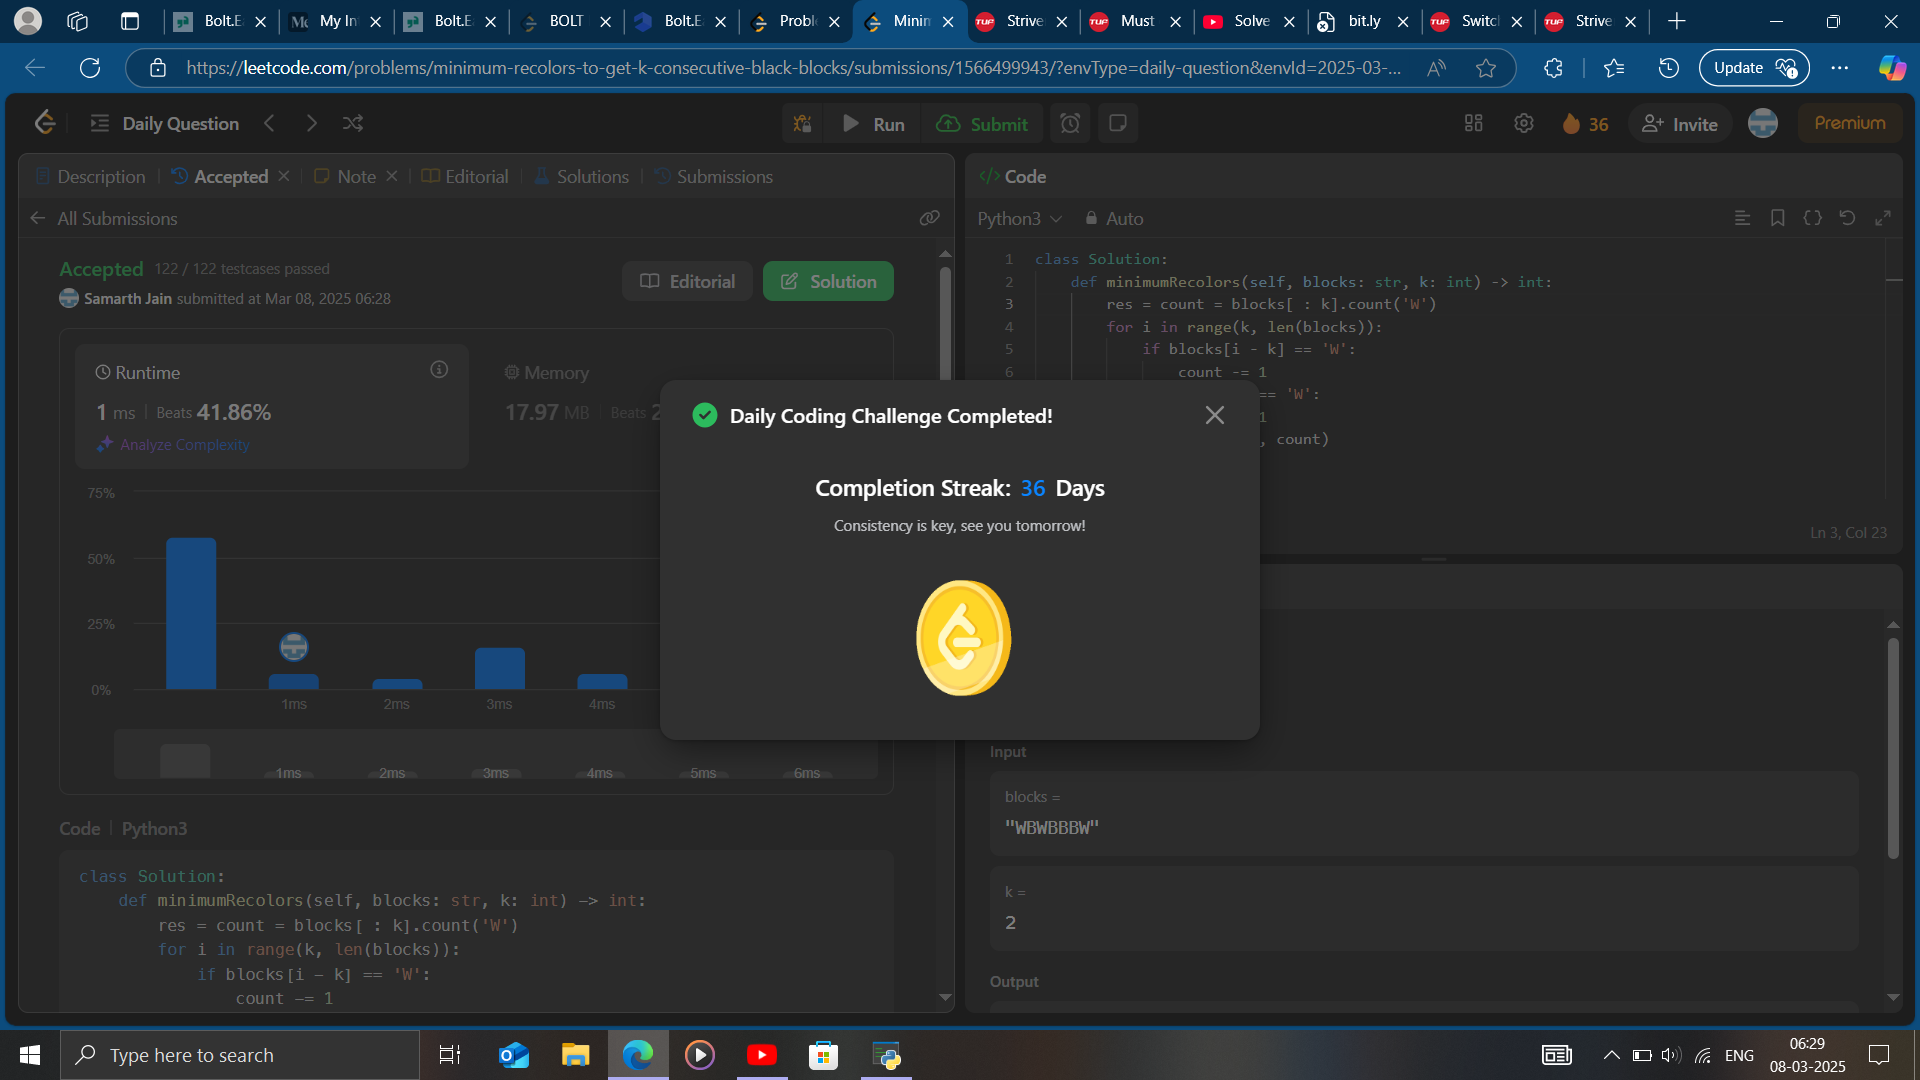 Bolt.E
My In
Bolt.E
BOLT
Bolt.E
Probl
Minin
Strive
Must
Solve
bit.ly
Switc
Strive
https://leetcode.com/problems/minimum-recolors-to-get-k-consecutive-black-blocks/submissions/1566499943/?envType=daily-question&envId=2025-03-...
Update
Daily Question
Run
Submit
36
Invite
Premium
Description
Accepted
Note
Editorial
Solutions
Submissions
All Submissions
Accepted 122 / 122 testcases passed
Samarth Jain submitted at Mar 08, 2025 06:28
Editorial
Solution
Runtime
1 ms | Beats 41.86%
Analyze Complexity
Memory
17.97 MB | Beats 2
75%
50%
25%
0%
1ms 2ms 3ms 4ms
1ms 2ms 3ms 4ms 5ms 6ms
Code | Python3
class Solution:
    def minimumRecolors(self, blocks: str, k: int) -> int:
        res = count = blocks[ : k].count('W')
        for i in range(k, len(blocks)):
            if blocks[i - k] == 'W':
                count -= 1
Daily Coding Challenge Completed!
Completion Streak: 36 Days
Consistency is key, see you tomorrow!
</> Code
Python3
Auto
1 class Solution:
2     def minimumRecolors(self, blocks: str, k: int) -> int:
3         res = count = blocks[ : k].count('W')
4         for i in range(k, len(blocks)):
5             if blocks[i - k] == 'W':
6                 count -= 1
== 'W':
1
, count)
Ln 3, Col 23
Input
blocks =
"WBWBBBW"
k =
2
Output
Type here to search
ENG
06:29
08-03-2025